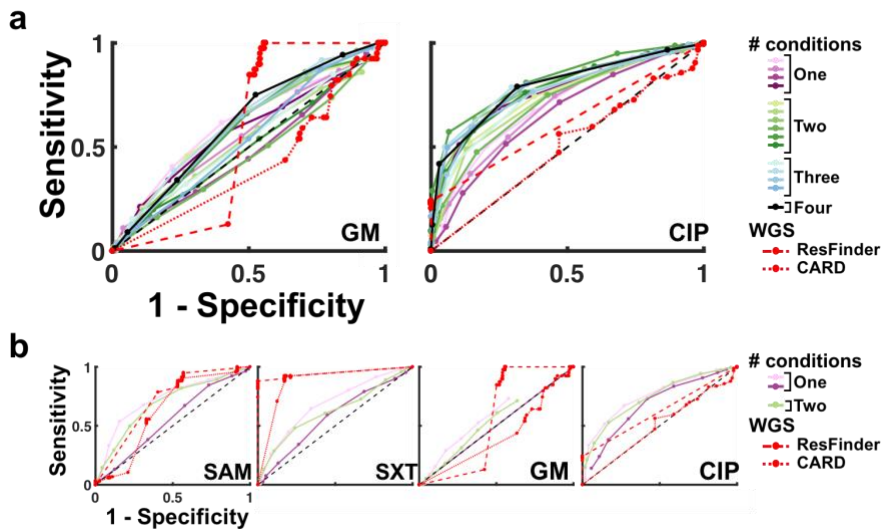 a
# conditions
One
Two
Three
Four
WGS
ResFinder
CARD
Sensitivity
1
0.5
0
GM
CIP
0 0.5 1 0 0.5 1
1 - Specificity
b
# conditions
One
Two
WGS
ResFinder
CARD
Sensitivity
1
0.5
0
SAM
SXT
GM
CIP
0 0.5 1
1 - Specificity